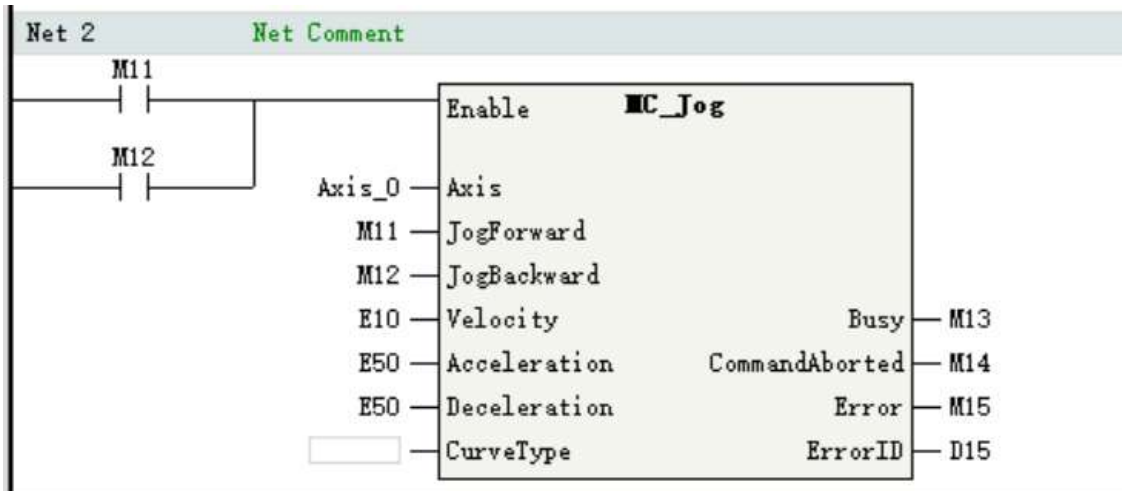 Net 2 Net Comment
M11
Enable MC_Jog
M12
Axis_0 Axis
M11 JogForward
M12 JogBackward
E10 Velocity Busy M13
E50 Acceleration CommandAborted M14
E50 Deceleration Error M15
CurveType ErrorID D15